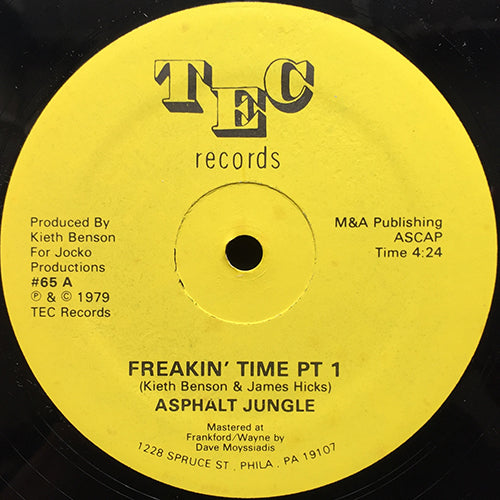 TEC
records
Produced By
Kieth Benson
For Jocko
Productions
#65 A
℗ & © 1979
TEC Records
M&A Publishing
ASCAP
Time 4:24
FREAKIN' TIME PT 1
(Kieth Benson & James Hicks)
ASPHALT JUNGLE
Mastered at
Frankford/Wayne by
Dave Moyssiadis
1228 SPRUCE ST . PHILA . PA 19107